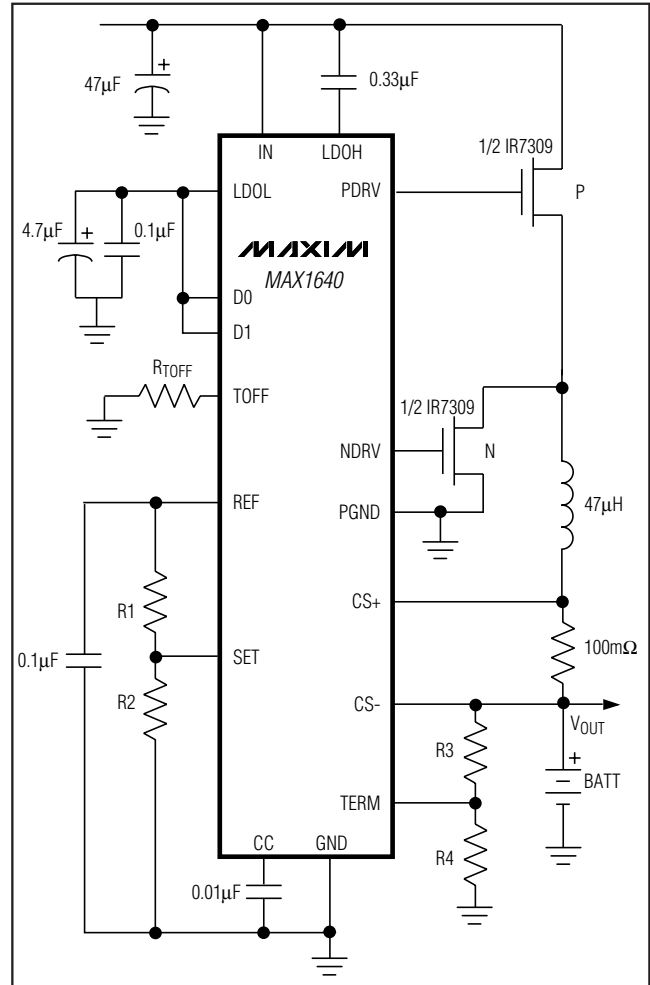 47µF
+
0.33µF
IN
LDOH
1/2 IR7309
LDOL
PDRV
P
4.7µF
+
0.1µF
MAXIM
MAX1640
D0
D1
RTOFF
TOFF
1/2 IR7309
NDRV
N
REF
PGND
47µH
R1
CS+
0.1µF
SET
100mΩ
R2
CS-
VOUT
R3
+
BATT
TERM
R4
CC
GND
0.01µF